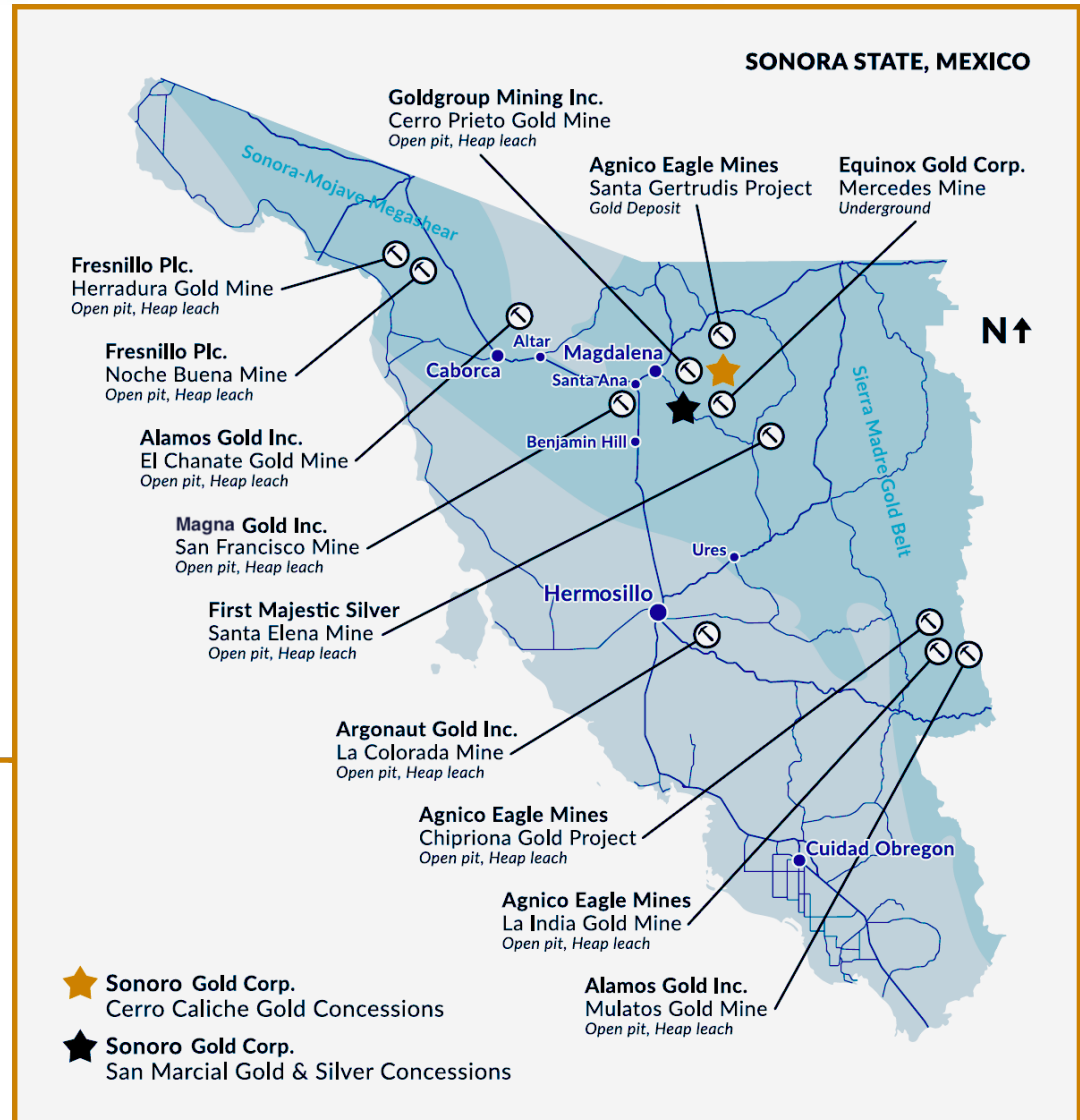 SONORA STATE, MEXICO
Goldgroup Mining Inc.
Cerro Prieto Gold Mine
Open pit, Heap leach
Agnico Eagle Mines
Santa Gertrudis Project
Gold Deposit
Equinox Gold Corp.
Mercedes Mine
Underground
Sonora-Mojave Megashear
Fresnillo Plc.
Herradura Gold Mine
Open pit, Heap leach
N
Fresnillo Plc.
Noche Buena Mine
Open pit, Heap leach
Caborca
Altar
Magdalena
Santa Ana
Benjamin Hill
Sierra Madre Gold Belt
Alamos Gold Inc.
El Chanate Gold Mine
Open pit, Heap leach
Magna Gold Inc.
San Francisco Mine
Open pit, Heap leach
Ures
Hermosillo
First Majestic Silver
Santa Elena Mine
Open pit, Heap leach
Argonaut Gold Inc.
La Colorada Mine
Open pit, Heap leach
Agnico Eagle Mines
Chipriona Gold Project
Open pit, Heap leach
Cuidad Obregon
Agnico Eagle Mines
La India Gold Mine
Open pit, Heap leach
Alamos Gold Inc.
Mulatos Gold Mine
Open pit, Heap leach
Sonoro Gold Corp.
Cerro Caliche Gold Concessions
Sonoro Gold Corp.
San Marcial Gold & Silver Concessions